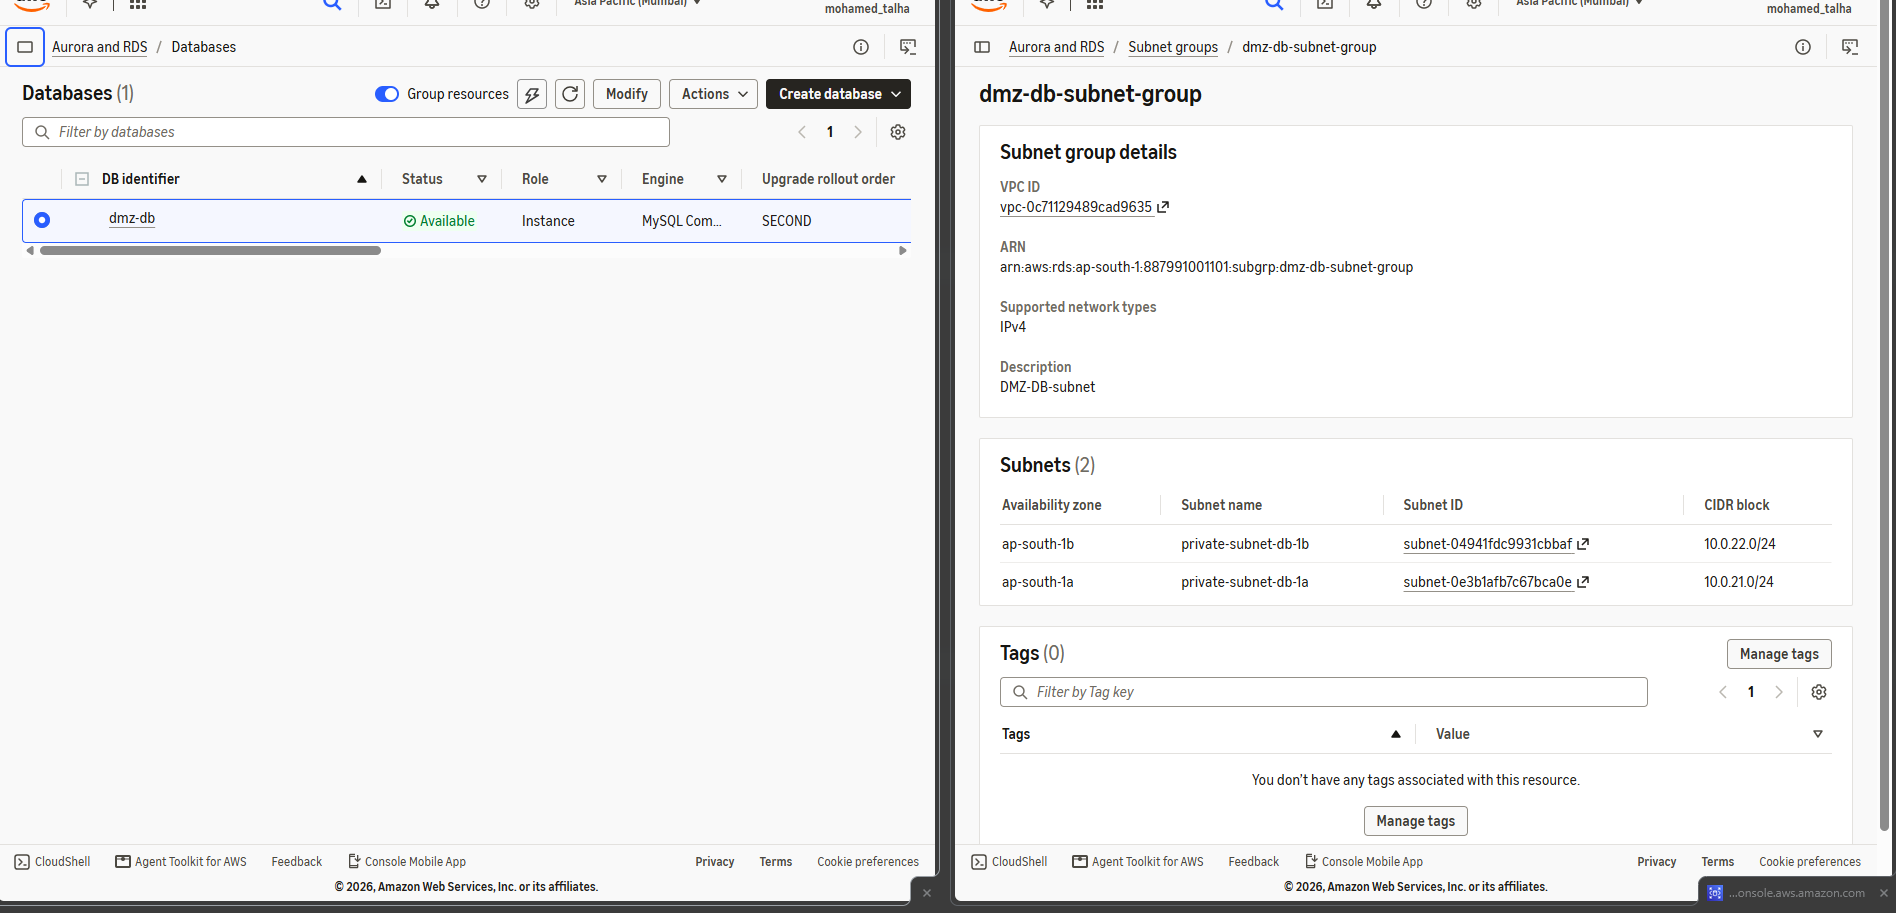 Asia Pacific (Mumbai)
mohamed_talha
Aurora and RDS / Databases
Databases (1)
Group resources
Modify
Actions
Create database
Filter by databases
1
DB identifier
Status
Role
Engine
Upgrade rollout order
dmz-db
Available
Instance
MySQL Com...
SECOND
CloudShell
Agent Toolkit for AWS
Feedback
Console Mobile App
Privacy
Terms
Cookie preferences
© 2026, Amazon Web Services, Inc. or its affiliates.
Asia Pacific (Mumbai)
mohamed_talha
Aurora and RDS / Subnet groups / dmz-db-subnet-group
dmz-db-subnet-group
Subnet group details
VPC ID
vpc-0c71129489cad9635
ARN
arn:aws:rds:ap-south-1:887991001101:subgrp:dmz-db-subnet-group
Supported network types
IPv4
Description
DMZ-DB-subnet
Subnets (2)
Availability zone
Subnet name
Subnet ID
CIDR block
ap-south-1b
private-subnet-db-1b
subnet-04941fdc9931cbbaf
10.0.22.0/24
ap-south-1a
private-subnet-db-1a
subnet-0e3b1afb7c67bca0e
10.0.21.0/24
Tags (0)
Manage tags
Filter by Tag key
1
Tags
Value
You don't have any tags associated with this resource.
Manage tags
CloudShell
Agent Toolkit for AWS
Feedback
Console Mobile App
Privacy
Terms
Cookie preferences
© 2026, Amazon Web Services, Inc. or its affiliates.
...onsole.aws.amazon.com